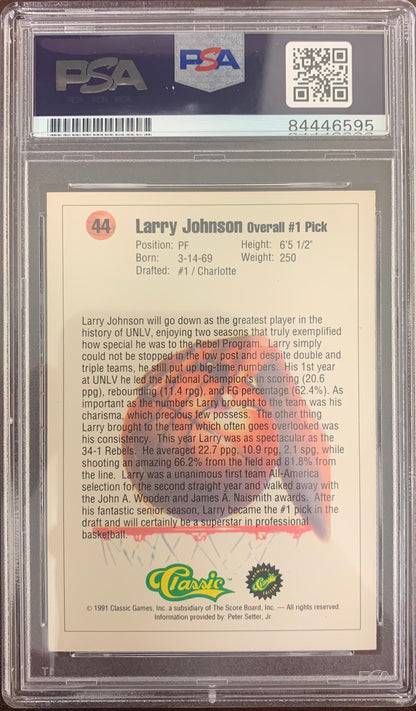 PSA
PSA
84446595
44 Larry Johnson Overall #1 Pick
Position: PF Height: 6'5 1/2"
Born: 3-14-69 Weight: 250
Drafted: #1 / Charlotte
Larry Johnson will go down as the greatest player in the
history of UNLV, enjoying two seasons that truly exemplified
how special he was to the Rebel Program. Larry simply
could not be stopped in the low post and despite double and
triple teams, he put up big-time numbers. His 1st year
at UNLV he led the National Champion's in scoring (20.6
ppg), rebounding (11.4 rpg), and FG percentage (62.4%). As
important as the numbers Larry brought to the team was his
charisma, which players few possess. The other thing
Larry brought to the team that often goes overlooked was
his consistency. This year Larry was as spectacular as the
34-1 Rebels. He averaged 22.7 ppg, 10.9 rpg, 2.1 spg, while
shooting an amazing 66.2% from the field and 81.8% from
the line. Larry was a unanimous first team All-America
selection for the second straight year and walked away with
the John A. Wooden and James A. Naismith awards. After
his fantastic senior season, Larry became the #1 pick in the
draft and will certainly be a superstar in professional
basketball.
Classic™
© 1991 Classic Games, Inc. a subsidiary of The Score Board, Inc. — All rights reserved.
Information provided by: Peter Setter, Jr.
PSA